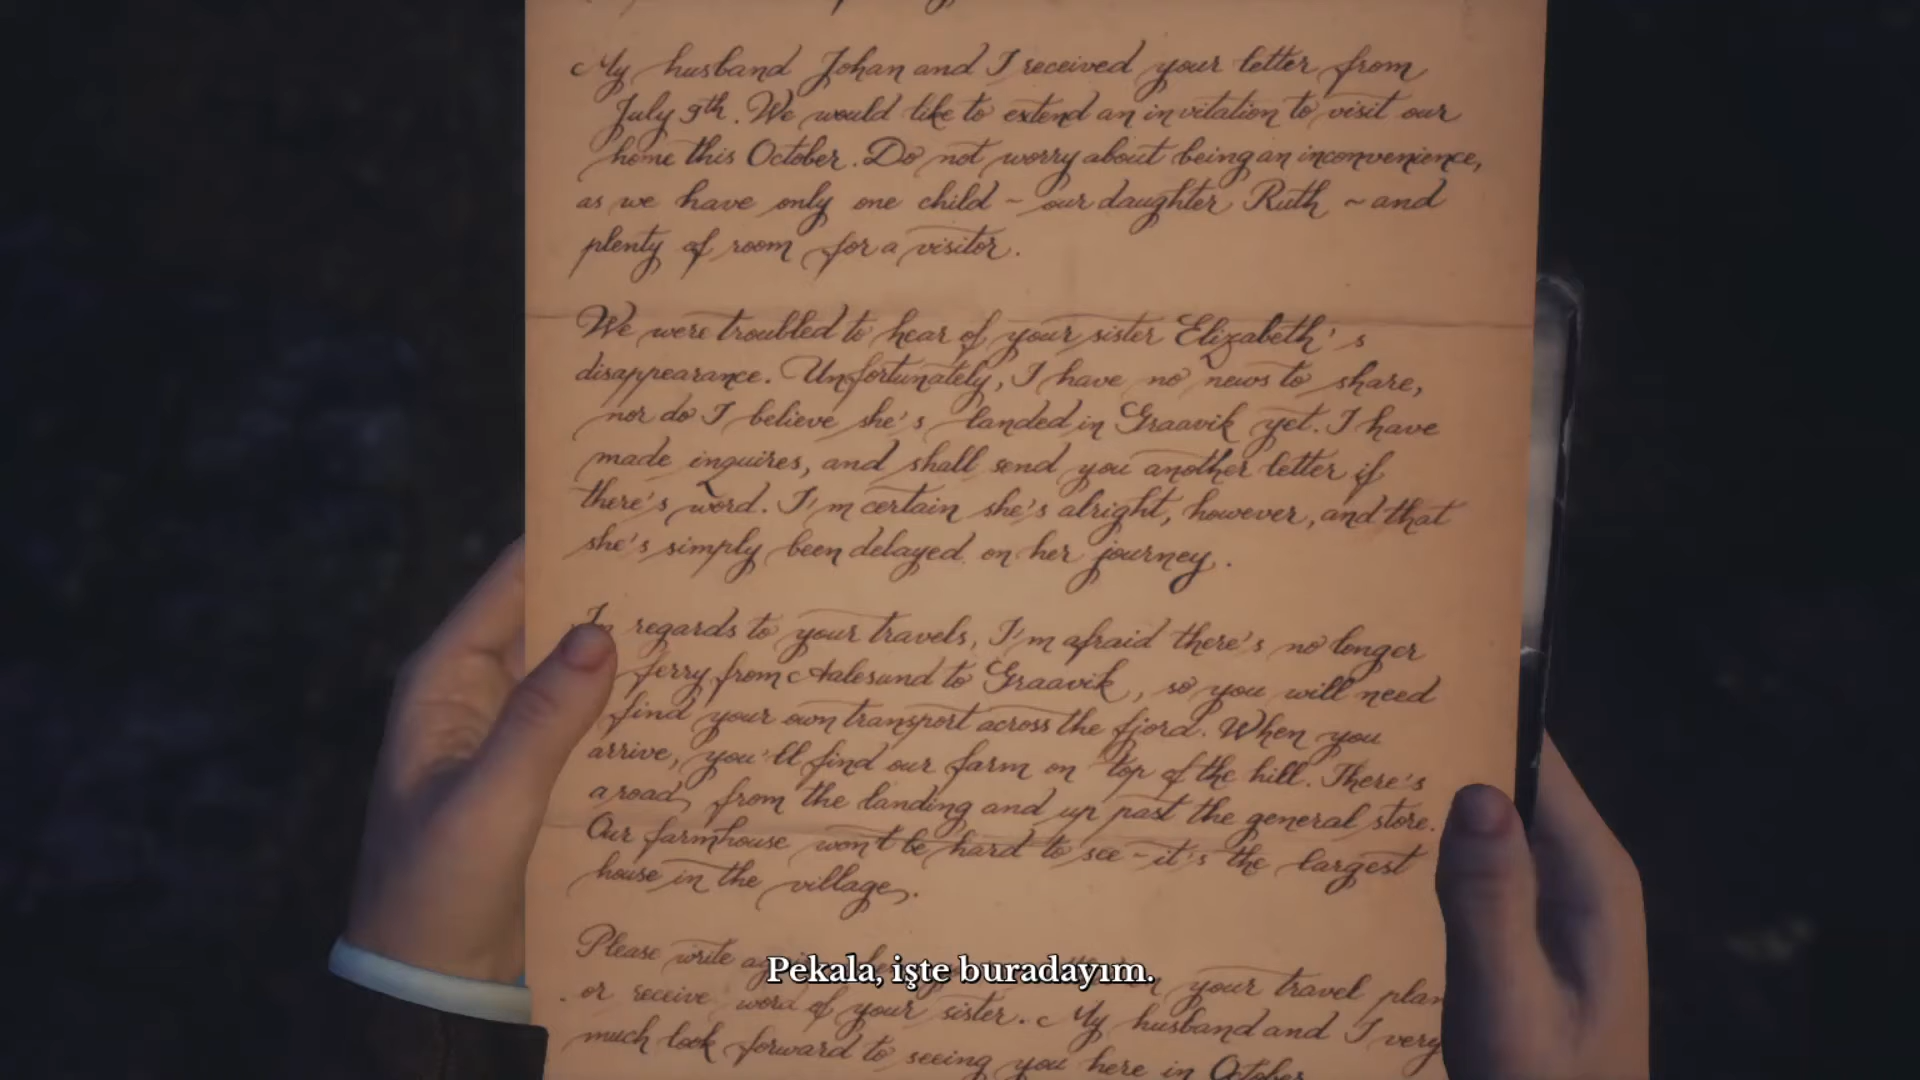 My husband Johan and I received your letter from
July 9th. We would like to extend an invitation to visit our
home this October. Do not worry about being an inconvenience,
as we have only one child ~ our daughter Ruth ~ and
plenty of room for a visitor.
We were troubled to hear of your sister Elizabeth's
disappearance. Unfortunately, I have no news to share,
nor do I believe she's landed in Graavik yet. I have
made inquires, and shall send you another letter if
there's word. I'm certain she's alright, however, and that
she's simply been delayed on her journey.
In regards to your travels, I'm afraid there's no longer
ferry from Aalesund to Graavik, so you will need
find your own transport across the fjord. When you
arrive, you'll find our farm on top of the hill. There's
a road from the landing and up past the general store.
Our farmhouse won't be hard to see - it's the largest
house in the village.
Please write your travel plan
or receive word of your sister. My husband and I very
much look forward to seeing you here in October
Pekala, işte buradayım.